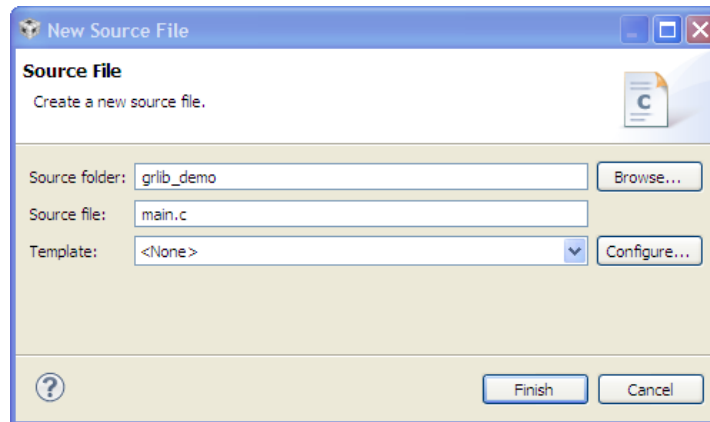 New Source File
Source File
Create a new source file.
C
Source folder: grlib_demo Browse...
Source file: main.c
Template: <None> Configure...
? Finish Cancel